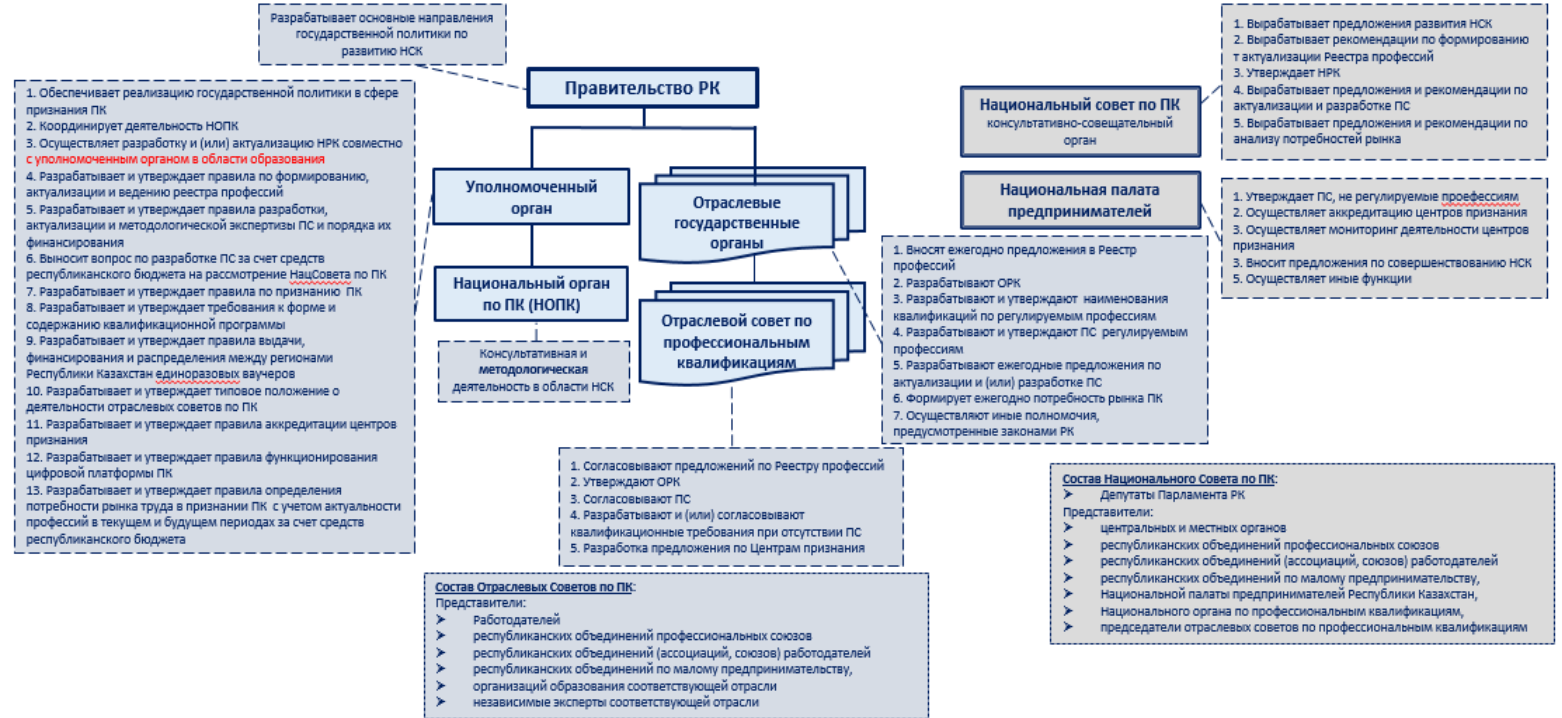 Разрабатывает основные направления
государственной политики по
развитию НСК
Правительство РК
1. Обеспечивает реализацию государственной политики в сфере
признания ПК
2. Координирует деятельность НОПК
3. Осуществляет разработку и (или) актуализацию НРК совместно
с уполномоченным органом в области образования
4. Разрабатывает и утверждает правила по формированию,
актуализации и ведению реестра профессий
5. Разрабатывает и утверждает правила разработки,
актуализации и методологической экспертизы ПС и порядка их
финансирования
6. Выносит вопрос по разработке ПС за счет средств
республиканского бюджета на рассмотрение НацСовета по ПК
7. Разрабатывает и утверждает правила по признанию ПК
8. Разрабатывает и утверждает требования к форме и
содержанию квалификационной программы
9. Разрабатывает и утверждает правила выдачи,
финансирования и распределения между регионами
Республики Казахстан единоразовых ваучеров
10. Разрабатывает и утверждает типовое положение о
деятельности отраслевых советов по ПК
11. Разрабатывает и утверждает правила аккредитации центров
признания
12. Разрабатывает и утверждает правила функционирования
цифровой платформы ПК
13. Разрабатывает и утверждает правила определения
потребности рынка труда в признании ПК с учетом актуальности
профессий в текущем и будущем периодах за счет средств
республиканского бюджета
Уполномоченный
орган
Национальный орган
по ПК (НОПК)
Консультативная и
методологическая
деятельность в области НСК
Отраслевые
государственные
органы
Отраслевой совет по
профессиональным
квалификациям
1. Согласовывают предложений по Реестру профессий
2. Утверждают ОРК
3. Согласовывают ПС
4. Разрабатывают и (или) согласовывают
квалификационные требования при отсутствии ПС
5. Разработка предложения по Центрам признания
Состав Отраслевых Советов по ПК:
Представители:
➤ Работодателей
➤ республиканских объединений профессиональных союзов
➤ республиканских объединений (ассоциаций, союзов) работодателей
➤ республиканских объединений по малому предпринимательству,
➤ организаций образования соответствующей отрасли
➤ независимые эксперты соответствующей отрасли
Национальный совет по ПК
консультативно-совещательный
орган
1. Вырабатывает предложения развития НСК
2. Вырабатывает рекомендации по формированию
т актуализации Реестра профессий
3. Утверждает НРК
4. Вырабатывает предложения и рекомендации по
актуализации и разработке ПС
5. Вырабатывает предложения и рекомендации по
анализу потребностей рынка
Национальная палата
предпринимателей
1. Утверждает ПС, не регулируемые проефессиям
2. Осуществляет аккредитацию центров признания
3. Осуществляет мониторинг деятельности центров
признания
3. Вносит предложения по совершенствованию НСК
5. Осуществляет иные функции
1. Вносят ежегодно предложения в Реестр
профессий
2. Разрабатывают ОРК
3. Разрабатывают и утверждают наименования
квалификаций по регулируемым профессиям
4. Разрабатывают и утверждают ПС регулируемым
профессиям
5. Разрабатывают ежегодные предложения по
актуализации и (или) разработке ПС
6. Формирует ежегодно потребность рынка ПК
7. Осуществляют иные полномочия,
предусмотренные законами РК
Состав Национального Совета по ПК:
➤ Депутаты Парламента РК
Представители:
➤ центральных и местных органов
➤ республиканских объединений профессиональных союзов
➤ республиканских объединений (ассоциаций, союзов) работодателей
➤ республиканских объединений по малому предпринимательству,
➤ Национальной палаты предпринимателей Республики Казахстан,
➤ Национального органа по профессиональным квалификациям,
➤ председатели отраслевых советов по профессиональным квалификациям